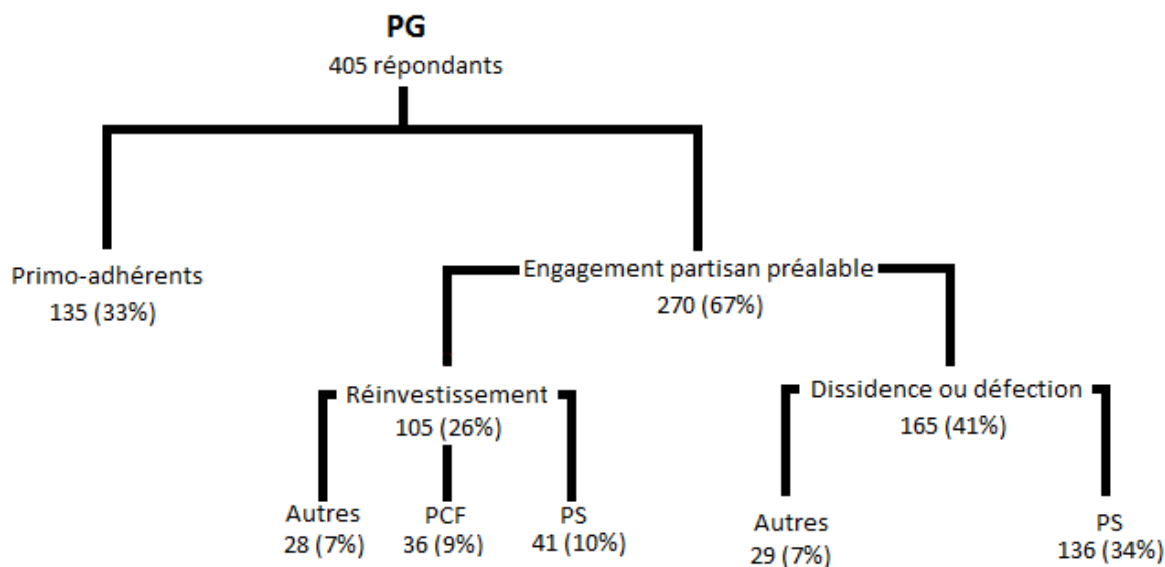 PG
405 répondants
Primo-adhérents
135 (33%)
Engagement partisan préalable
270 (67%)
Réinvestissement
105 (26%)
Dissidence ou défection
165 (41%)
Autres
28 (7%)
PCF
36 (9%)
PS
41 (10%)
Autres
29 (7%)
PS
136 (34%)